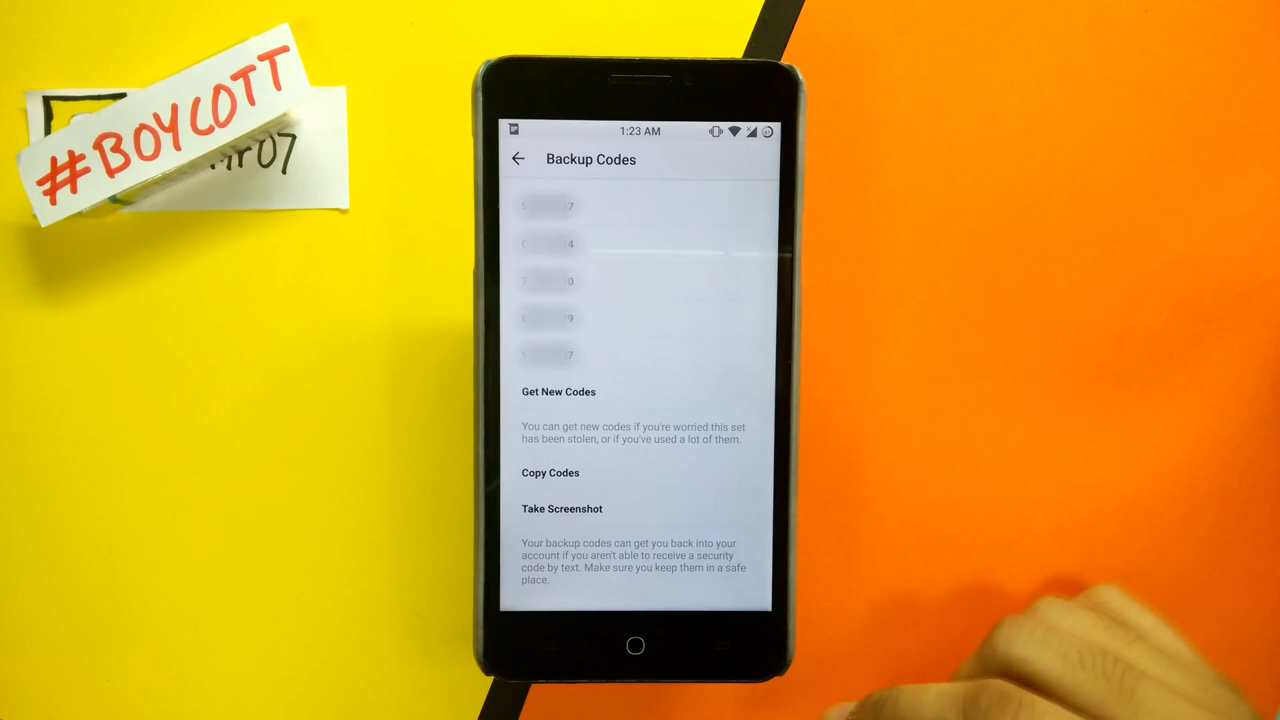 #BOYCOTT
1:23 AM
Backup Codes
Get New Codes
You can get new codes if you're worried this set
has been stolen, or if you've used a lot of them.
Copy Codes
Take Screenshot
Your backup codes can get you back into your
account if you aren't able to receive a security
code by text. Make sure you keep them in a safe
place.